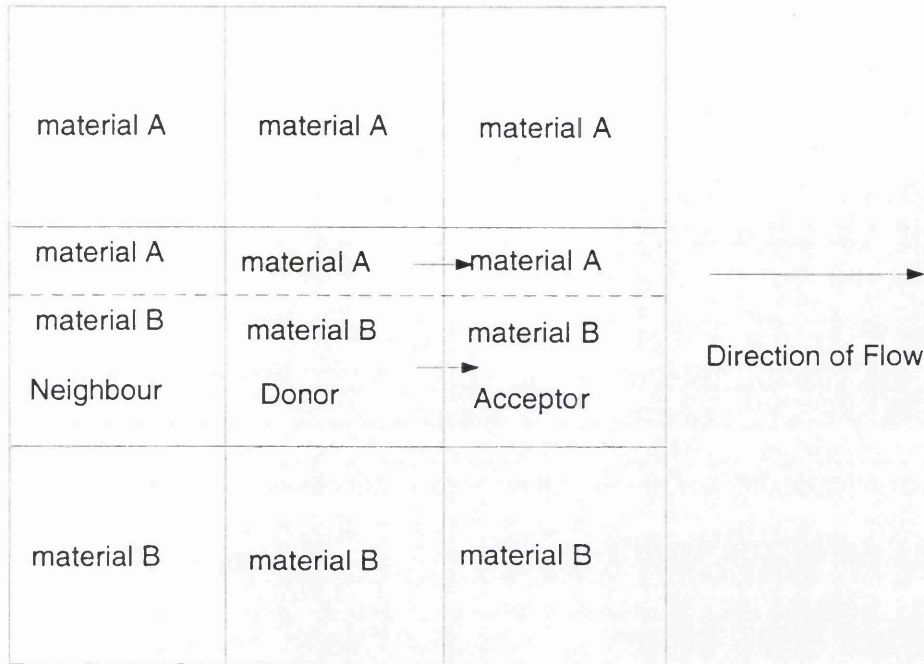 material A material A material A
material A material A material A
material B material B material B
Direction of Flow
Neighbour Donor Acceptor
material B material B material B